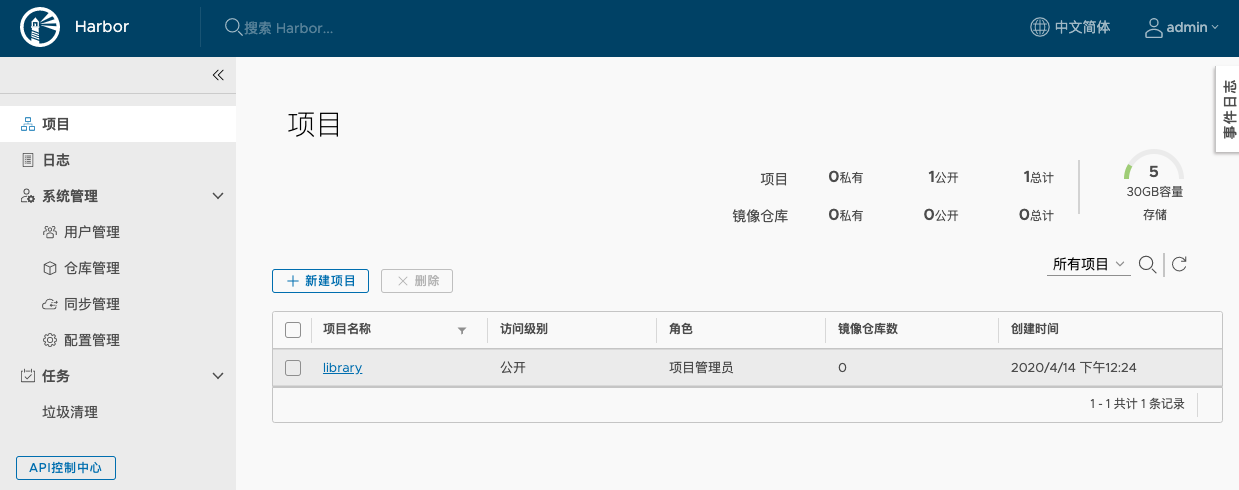 Harbor
搜索 Harbor...
中文简体
admin
事件日志
项目
日志
系统管理
用户管理
仓库管理
同步管理
配置管理
任务
垃圾清理
API控制中心
项目
项目 0私有 1公开 1总计
镜像仓库 0私有 0公开 0总计
5
30GB容量
存储
所有项目
新建项目 删除
项目名称 访问级别 角色 镜像仓库数 创建时间
library 公开 项目管理员 0 2020/4/14 下午12:24
1 - 1 共计 1 条记录